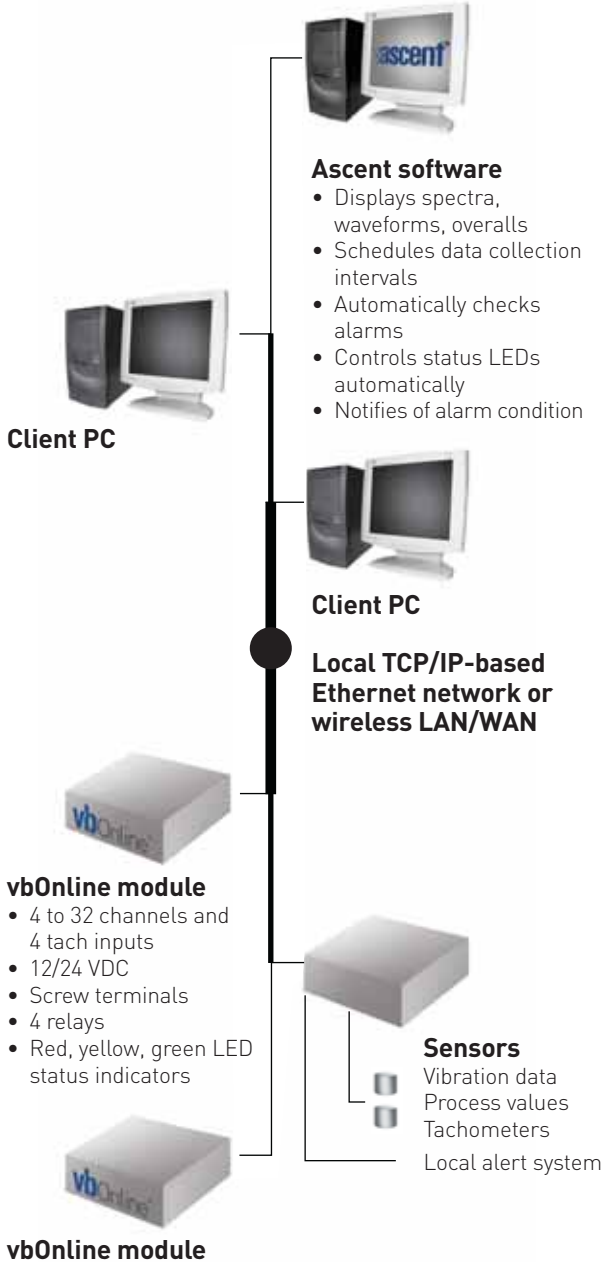 ascent
Ascent software
• Displays spectra,
waveforms, overalls
• Schedules data collection
intervals
• Automatically checks
alarms
• Controls status LEDs
automatically
• Notifies of alarm condition
Client PC
Client PC
Local TCP/IP-based
Ethernet network or
wireless LAN/WAN
vbOnline
vbOnline module
• 4 to 32 channels and
4 tach inputs
• 12/24 VDC
• Screw terminals
• 4 relays
• Red, yellow, green LED
status indicators
Sensors
Vibration data
Process values
Tachometers
Local alert system
vbOnline
vbOnline module